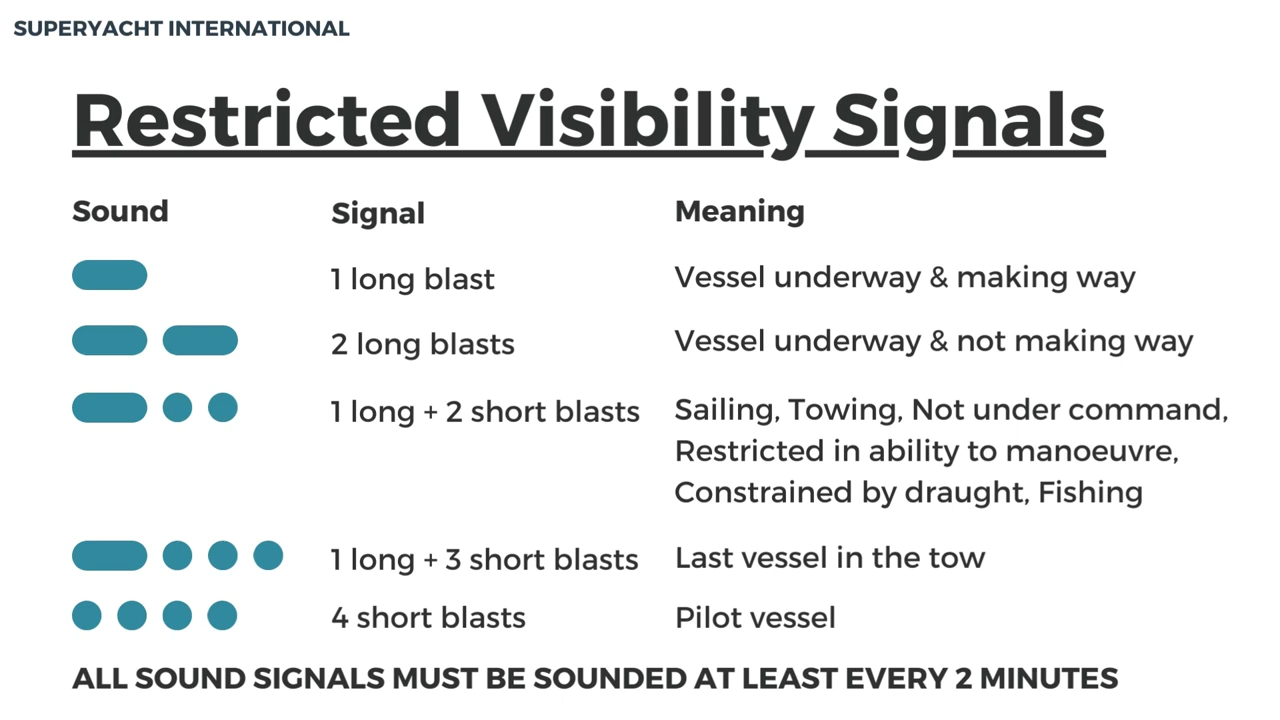 SUPERYACHT INTERNATIONAL
Restricted Visibility Signals
Sound Signal Meaning
1 long blast Vessel underway & making way
2 long blasts Vessel underway & not making way
1 long + 2 short blasts Sailing, Towing, Not under command,
Restricted in ability to manoeuvre,
Constrained by draught, Fishing
1 long + 3 short blasts Last vessel in the tow
4 short blasts Pilot vessel
ALL SOUND SIGNALS MUST BE SOUNDED AT LEAST EVERY 2 MINUTES